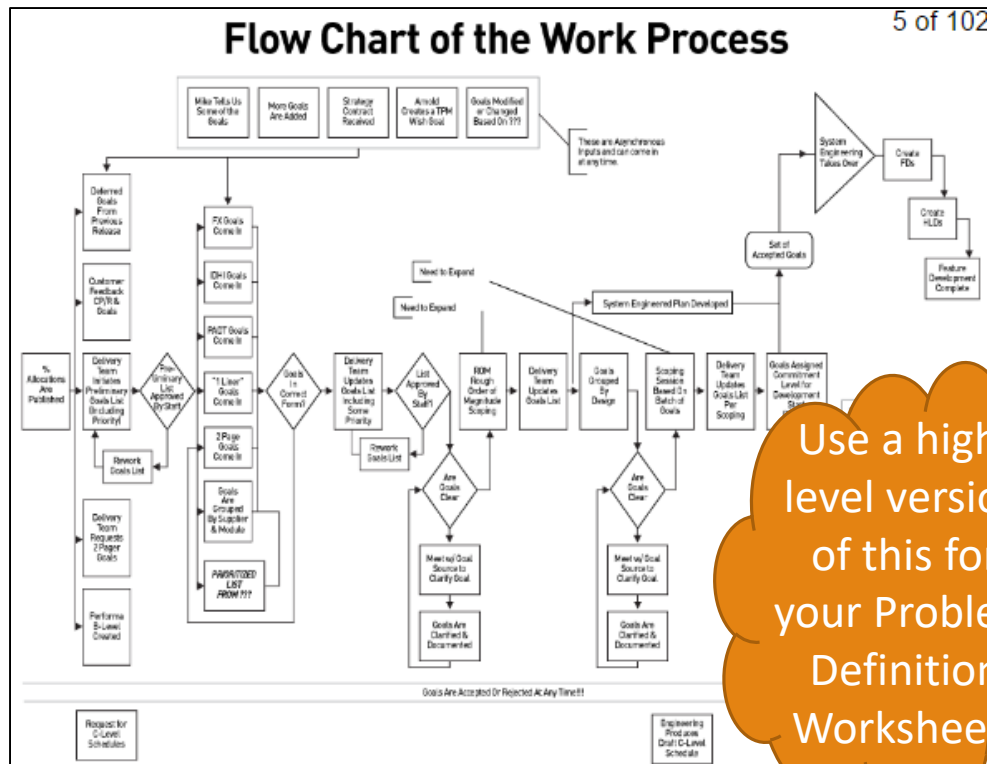 Flow Chart of the Work Process
5 of 102
Mike Tells Us
Some of the
Goals
More Goals
Are Added
Strategy
Contract
Received
Arnold
Creates a TPM
Wish Goal
Goals Modified
or Changed
Based On ???
These are Asynchronous
Inputs and can come in
at any time.
System
Engineering
Takes Over
Create
FDs
Create
HLDs
Feature
Development
Complete
Set of
Accepted Goals
Deferred
Goals
From
Previous
Release
Customer
Feedback
CP/R &
Goals
%
Allocations
Are
Published
Delivery
Team
Initiates
Preliminary
Goals List
(Including
Priority)
Pre-
liminary
List
Approved
By Staff
Rework
Goals List
Delivery
Team
Requests
2 Pager
Goals
Performa
B-Level
Created
FX Goals
Come In
IDHI Goals
Come In
PACT Goals
Come In
"1 Liner"
Goals
Come In
2 Page
Goals
Come In
Goals
Are
Grouped
By Supplier
& Module
PRIORITIZED
LIST
FROM ???
Goals
In
Correct
Form?
Delivery
Team
Updates
Goals List
Including
Some
Priority
List
Approved
By
Staff?
Rework
Goals List
Need to Expand
Need to Expand
ROM
Rough
Order of
Magnitude
Scoping
Delivery
Team
Updates
Goals List
System Engineered Plan Developed
Goals
Grouped
By
Design
Scoping
Session
Based On
Batch of
Goals
Delivery
Team
Updates
Goals List
Per
Scoping
Goals Assigned
Commitment
Level for
Development
Are
Goals
Clear
Meet w/ Goal
Source to
Clarify Goal
Goals Are
Clarified &
Documented
Are
Goals
Clear
Meet w/ Goal
Source to
Clarify Goal
Goals Are
Clarified &
Documented
Goals Are Accepted Or Rejected At Any Time!!!
Request for
C-Level
Schedules
Engineering
Produces
Draft C-Level
Schedule
Use a high
level versio
of this for
your Proble
Definition
Workshee